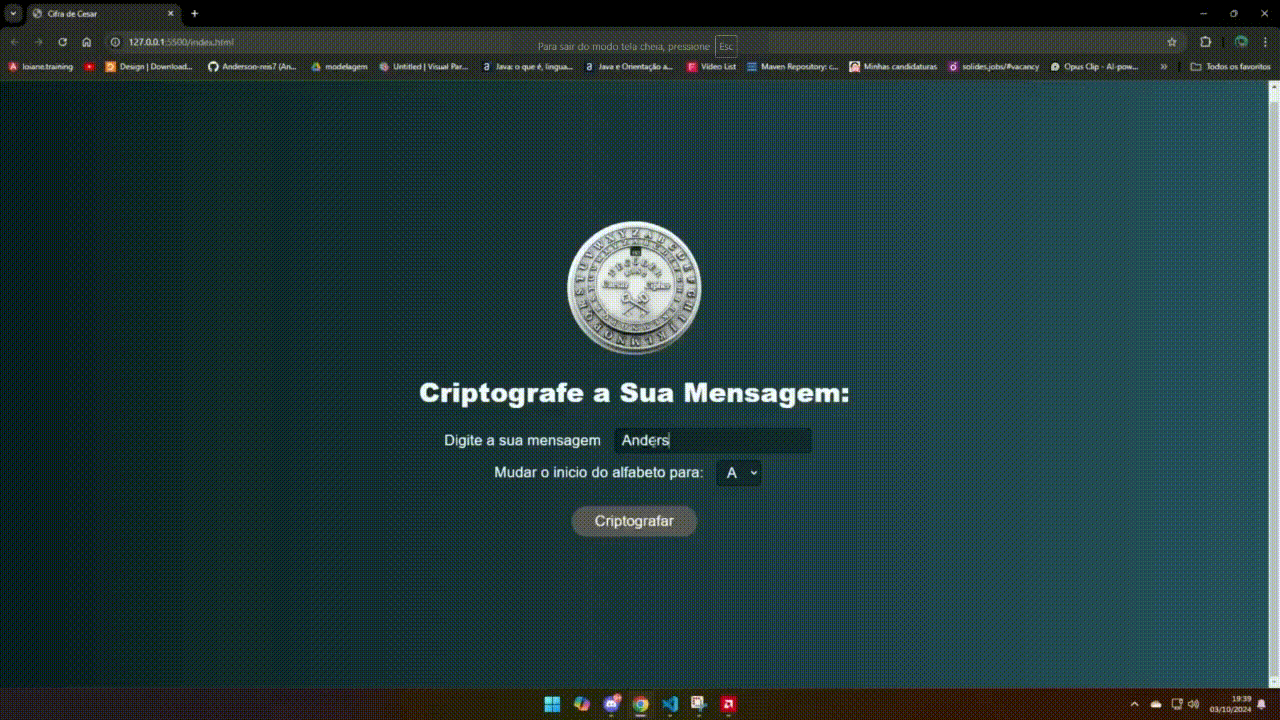 Cifra de Cesar
127.0.0.1:5500/index.html
Para sair do modo tela cheia, pressione Esc
loiane.training
Design | Download...
Anderson-reis7 (An...
modelagem
Untitled | Visual Par...
Java: o que é, lingua...
Java e Orientação a...
Video List
Maven Repository: c...
Minhas candidaturas
solides.jobs/#vacancy
Opus Clip - AI-pow...
Todos os favoritos
Criptografe a Sua Mensagem:
Digite a sua mensagem Anders
Mudar o inicio do alfabeto para: A
Criptografar
19:39
03/10/2024